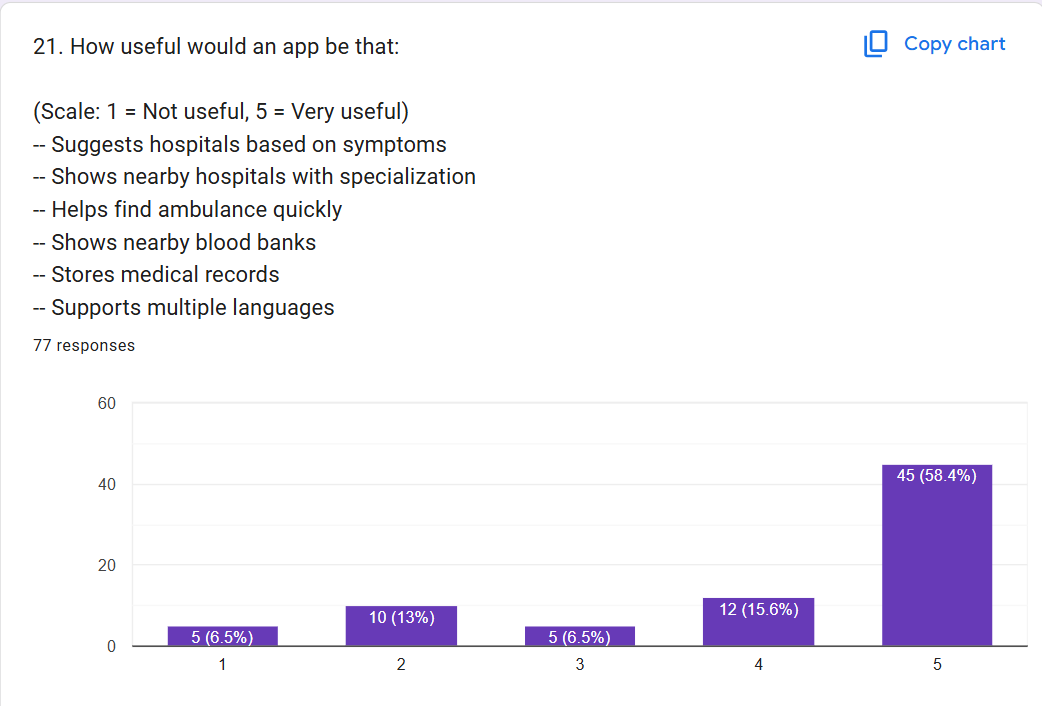 21. How useful would an app be that:
Copy chart
(Scale: 1 = Not useful, 5 = Very useful)
-- Suggests hospitals based on symptoms
-- Shows nearby hospitals with specialization
-- Helps find ambulance quickly
-- Shows nearby blood banks
-- Stores medical records
-- Supports multiple languages
77 responses
60
40
20
0
5 (6.5%)
10 (13%)
5 (6.5%)
12 (15.6%)
45 (58.4%)
1 2 3 4 5